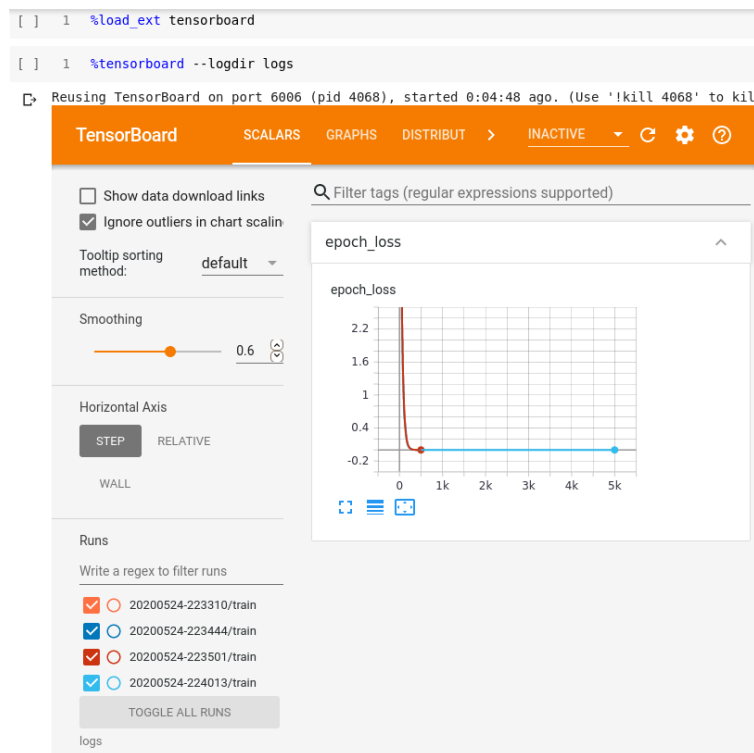 [ ] 1 %load_ext tensorboard
[ ] 1 %tensorboard --logdir logs
Reusing TensorBoard on port 6006 (pid 4068), started 0:04:48 ago. (Use '!kill 4068' to kil
TensorBoard SCALARS GRAPHS DISTRIBUT INACTIVE
Show data download links
Ignore outliers in chart scalin
Tooltip sorting
method: default
Smoothing
0.6
Horizontal Axis
STEP RELATIVE
WALL
Runs
Write a regex to filter runs
20200524-223310/train
20200524-223444/train
20200524-223501/train
20200524-224013/train
TOGGLE ALL RUNS
logs
Filter tags (regular expressions supported)
epoch_loss
epoch_loss
2.2
1.6
1
0.4
-0.2
0 1k 2k 3k 4k 5k